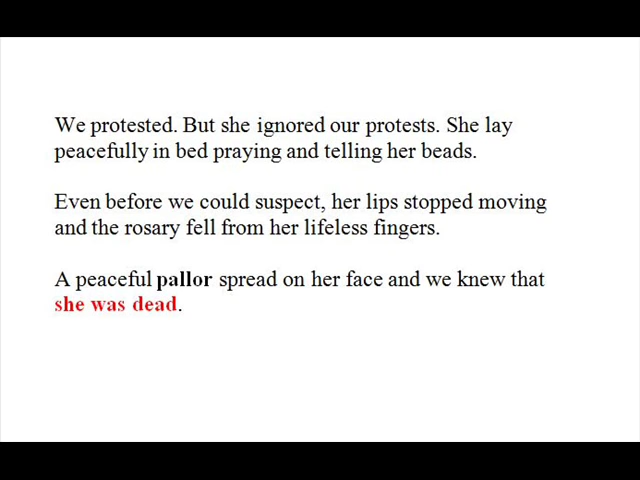 We protested. But she ignored our protests. She lay
peacefully in bed praying and telling her beads.
Even before we could suspect, her lips stopped moving
and the rosary fell from her lifeless fingers.
A peaceful pallor spread on her face and we knew that
she was dead.